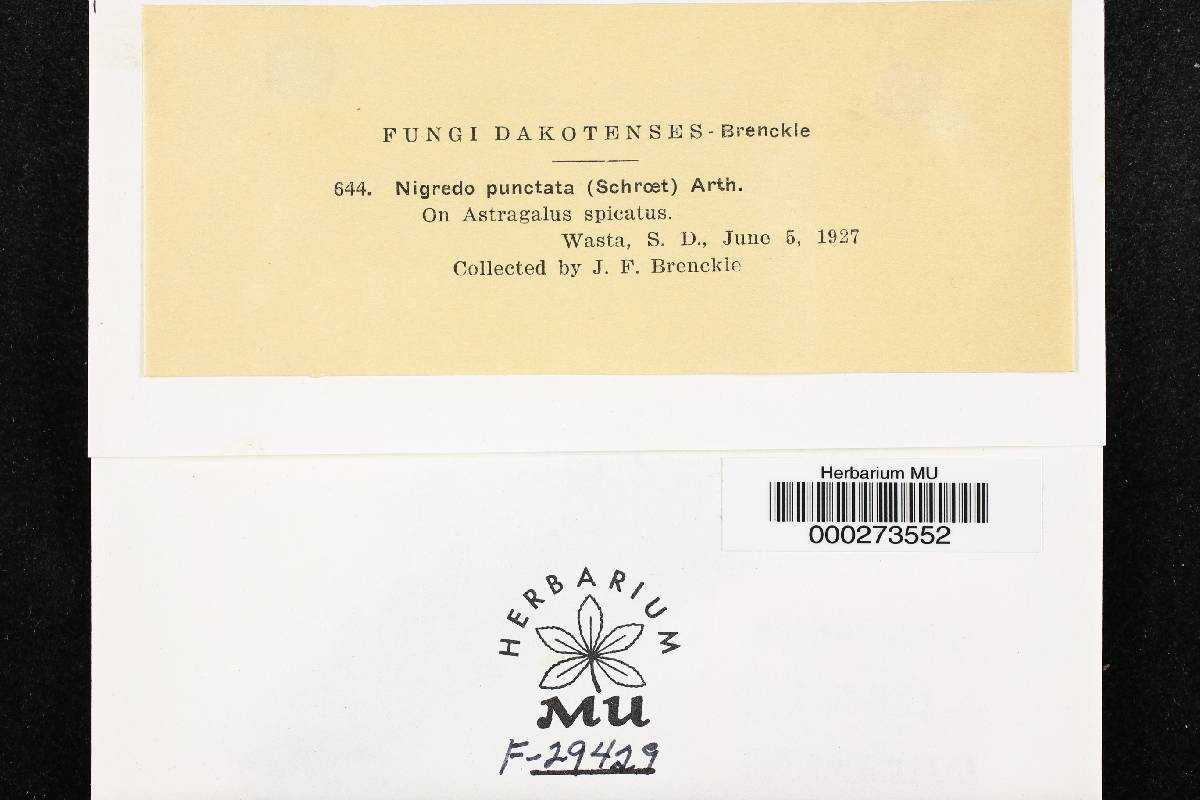 FUNGI DAKOTENSES - Brenckle
644. Nigredo punctata (Schrœt) Arth.
On Astragalus spicatus.
Wasta, S. D., June 5, 1927
Collected by J. F. Brenckle
Herbarium MU
000273552
HERBARIUM
MU
F-29429